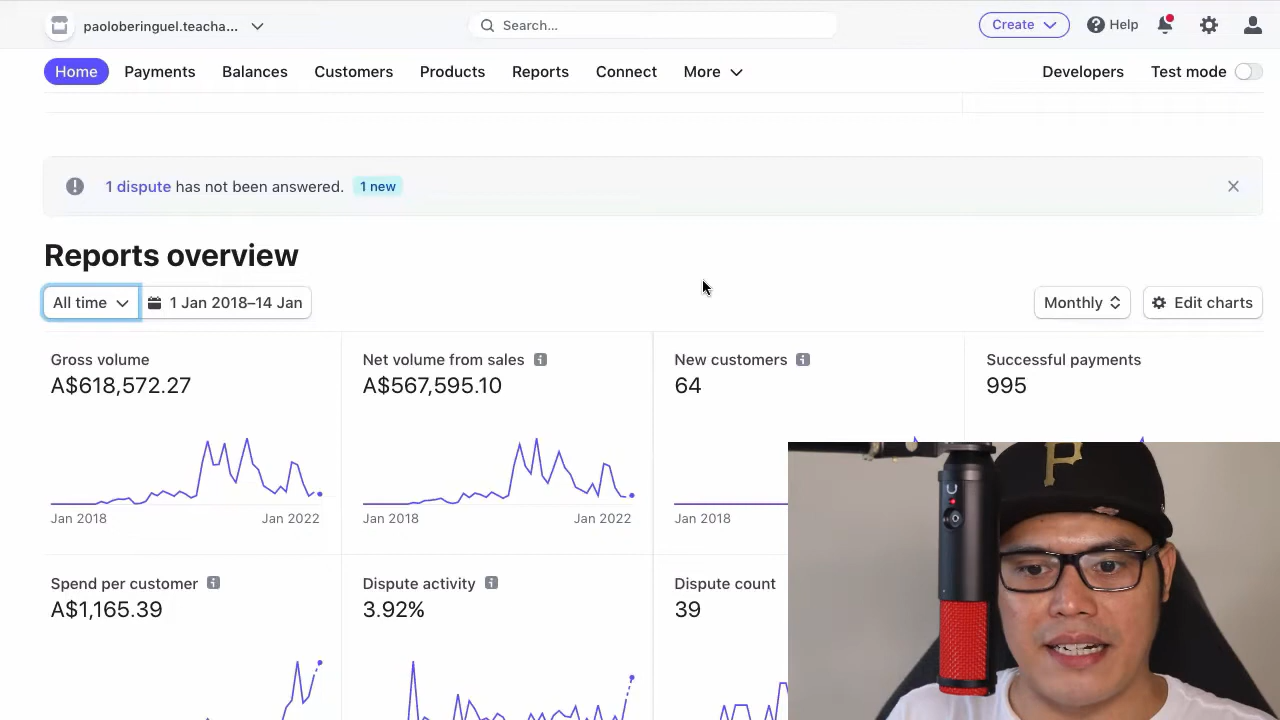 paoloberinguel.teacha...
Search...
Create
Help
Home
Payments
Balances
Customers
Products
Reports
Connect
More
Developers
Test mode
1 dispute has not been answered. 1 new
Reports overview
All time
1 Jan 2018–14 Jan
Monthly
Edit charts
Gross volume
A$618,572.27
Jan 2018
Jan 2022
Net volume from sales
A$567,595.10
Jan 2018
Jan 2022
New customers
64
Jan 2018
Successful payments
995
Spend per customer
A$1,165.39
Dispute activity
3.92%
Dispute count
39
P